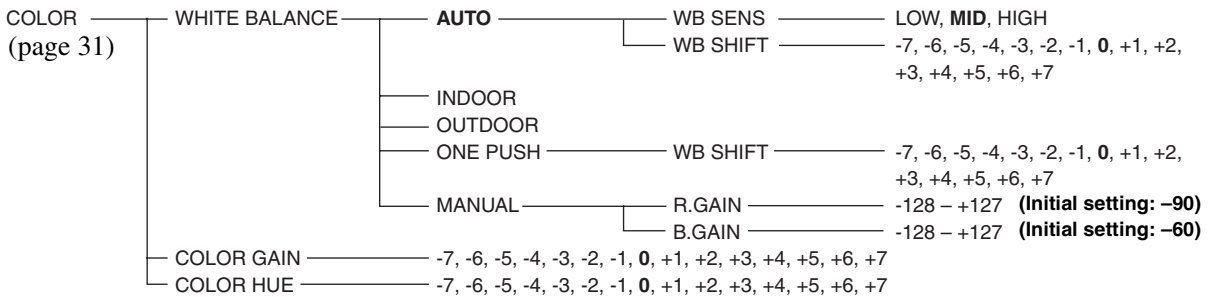 COLOR WHITE BALANCE AUTO WB SENS LOW, MID, HIGH
(page 31) WB SHIFT -7, -6, -5, -4, -3, -2, -1, 0, +1, +2,
+3, +4, +5, +6, +7
INDOOR
OUTDOOR
ONE PUSH WB SHIFT -7, -6, -5, -4, -3, -2, -1, 0, +1, +2,
+3, +4, +5, +6, +7
MANUAL R.GAIN -128 – +127 (Initial setting: –90)
B.GAIN -128 – +127 (Initial setting: –60)
COLOR GAIN -7, -6, -5, -4, -3, -2, -1, 0, +1, +2, +3, +4, +5, +6, +7
COLOR HUE -7, -6, -5, -4, -3, -2, -1, 0, +1, +2, +3, +4, +5, +6, +7